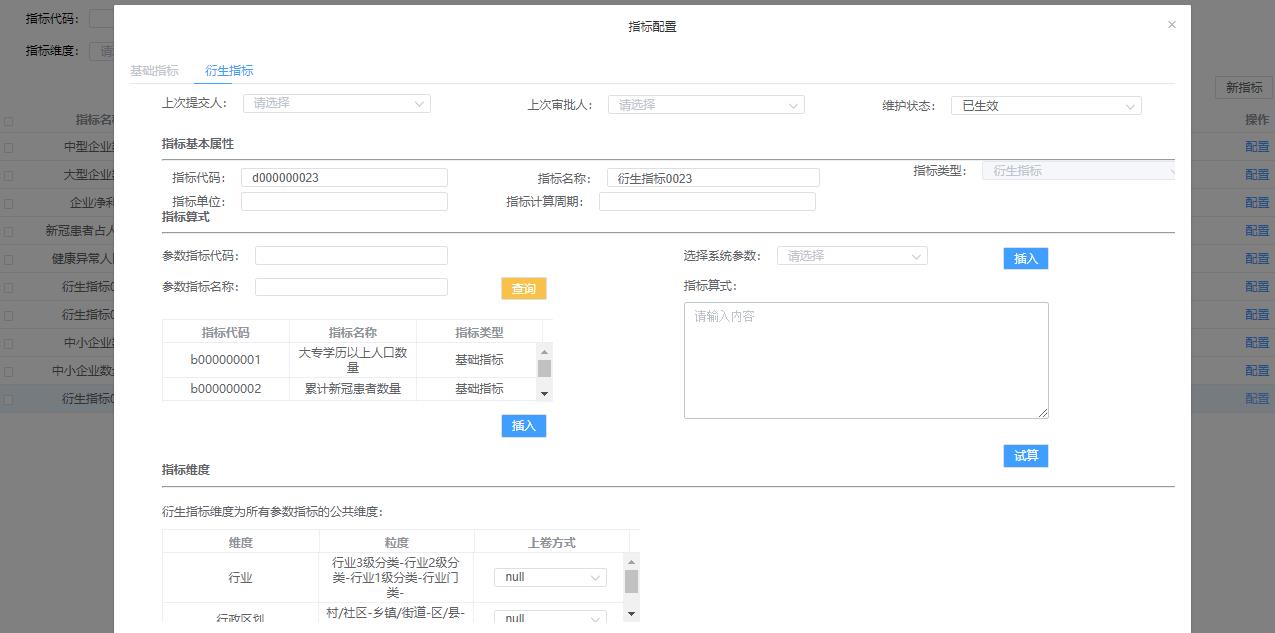 指标代码：
指标配置
×
指标维度：
请
基础指标
衍生指标
上次提交人：
请选择
上次审批人：
请选择
维护状态：
已生效
新指标
指标名称
操作
指标基本属性
中型企业
配置
指标代码：
d000000023
指标名称：
衍生指标0023
指标类型：
衍生指标
大型企业
配置
指标单位：
指标计算周期：
企业净利
配置
指标算式
新冠患者占人
配置
参数指标代码：
选择系统参数：
请选择
插入
健康异常人
配置
参数指标名称：
查询
指标算式：
衍生指标0
配置
请输入内容
衍生指标0
配置
指标代码
指标名称
指标类型
中小企业
配置
b000000001
大专学历以上人口数
量
基础指标
中小企业数
配置
b000000002
累计新冠患者数量
基础指标
衍生指标0
配置
插入
试算
指标维度
衍生指标维度为所有参数指标的公共维度：
维度
粒度
上卷方式
行业
行业3级分类-行业2级分
类-行业1级分类-行业门
类-
null
行政区划
村/社区-乡镇/街道-区/县-
null